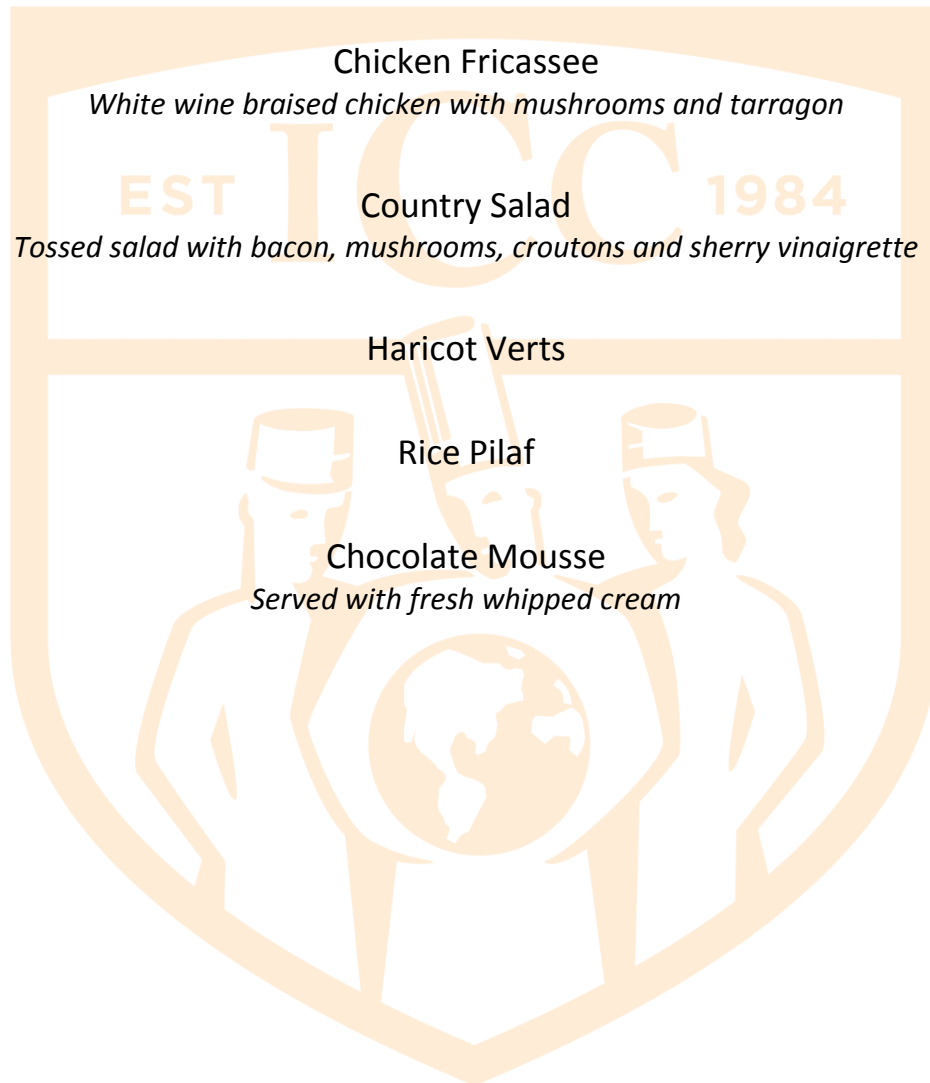 Chicken Fricassee
White wine braised chicken with mushrooms and tarragon
EST ICC 1984
Country Salad
Tossed salad with bacon, mushrooms, croutons and sherry vinaigrette
Haricot Verts
Rice Pilaf
Chocolate Mousse
Served with fresh whipped cream